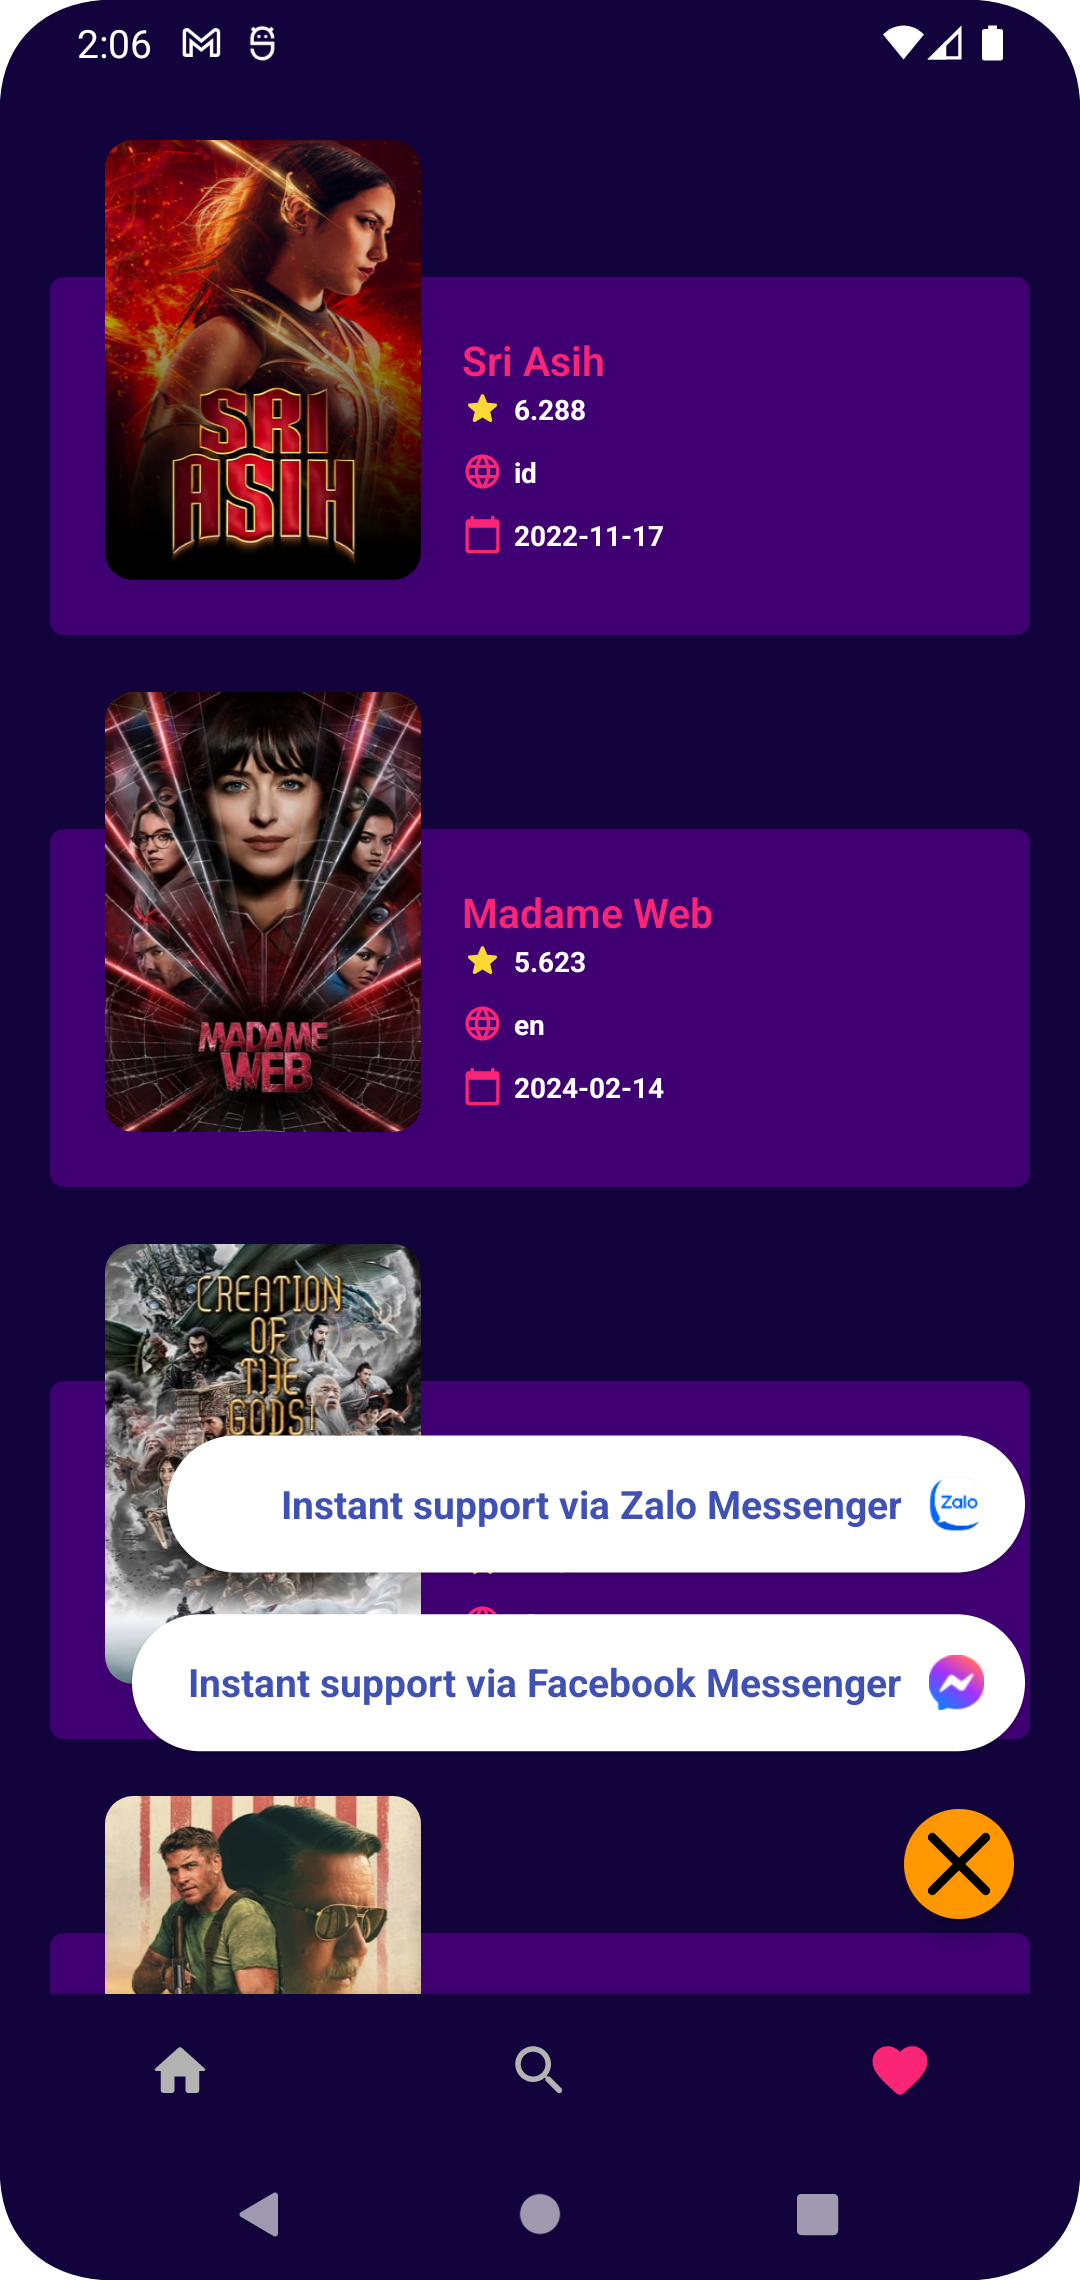 2:06
SRI
ASIH
Sri Asih
6.288
id
2022-11-17
MADAME
WEB
Madame Web
5.623
en
2024-02-14
CREATION
OF
THE
GODS I
Instant support via Zalo Messenger
Zalo
Instant support via Facebook Messenger